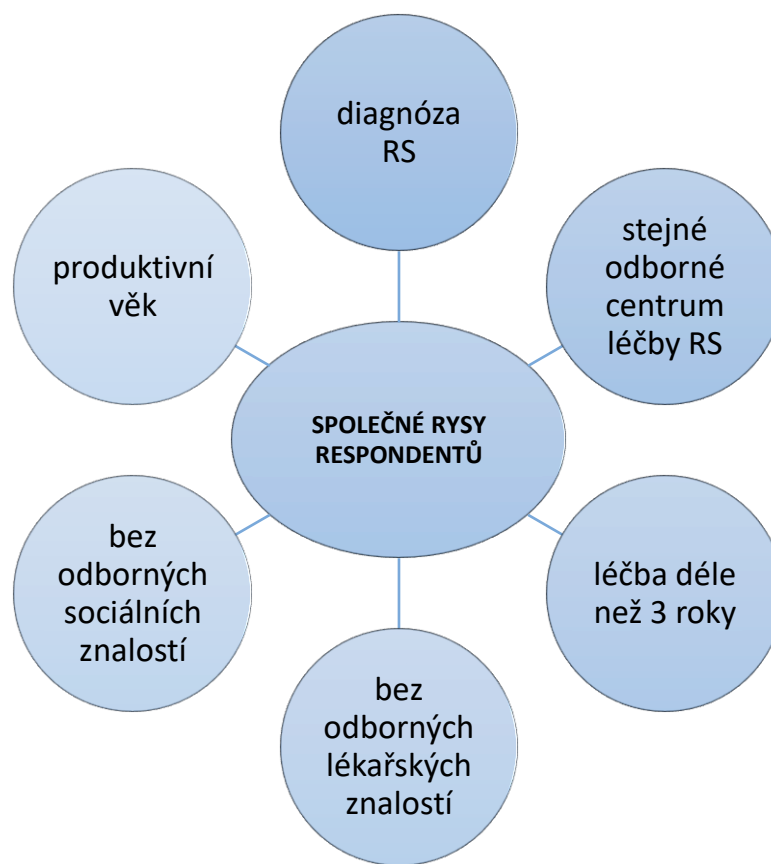 diagnóza
RS
stejné
odborné
centrum
léčby RS
léčba déle
než 3 roky
bez
odborných
lékařských
znalostí
bez
odborných
sociálních
znalostí
produktivní
věk
SPOLEČNÉ RYSY
RESPONDENTŮ